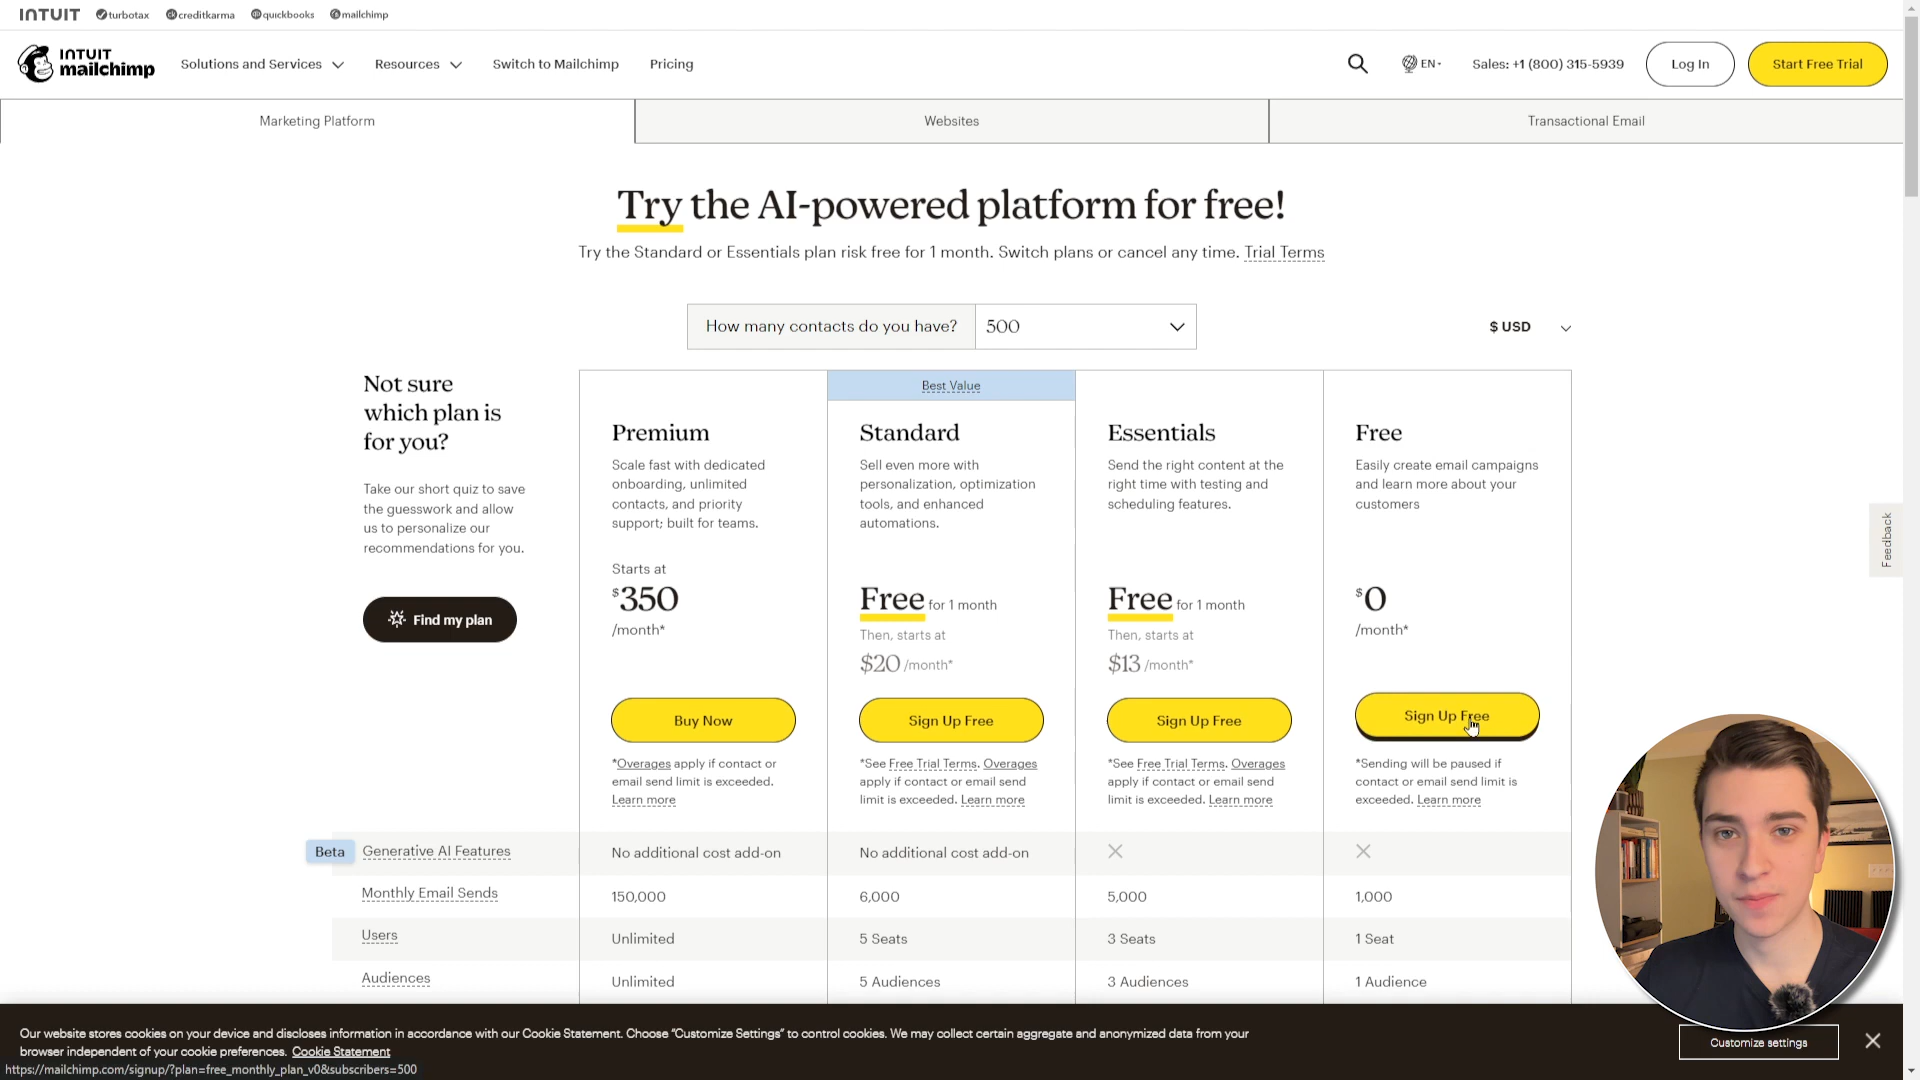 INTUIT turbotax creditkarma quickbooks mailchimp
INTUIT
mailchimp
Solutions and Services
Resources
Switch to Mailchimp
Pricing
EN
Sales: +1 (800) 315-5939
Log In
Start Free Trial
Marketing Platform
Websites
Transactional Email
Try the AI-powered platform for free!
Try the Standard or Essentials plan risk free for 1 month. Switch plans or cancel any time. Trial Terms
How many contacts do you have?
500
$ USD
Not sure
which plan is
for you?
Take our short quiz to save
the guesswork and allow
us to personalize our
recommendations for you.
Find my plan
Premium
Scale fast with dedicated
onboarding, unlimited
contacts, and priority
support; built for teams.
Starts at
$350
/month*
Buy Now
*Overages apply if contact or
email send limit is exceeded.
Learn more
Best Value
Standard
Sell even more with
personalization, optimization
tools, and enhanced
automations.
Free for 1 month
Then, starts at
$20 /month*
Sign Up Free
*See Free Trial Terms. Overages
apply if contact or email send
limit is exceeded. Learn more
Essentials
Send the right content at the
right time with testing and
scheduling features.
Free for 1 month
Then, starts at
$13 /month*
Sign Up Free
*See Free Trial Terms. Overages
apply if contact or email send
limit is exceeded. Learn more
Free
Easily create email campaigns
and learn more about your
customers
$0
/month*
Sign Up Free
*Sending will be paused if
contact or email send limit is
exceeded. Learn more
Feedback
Beta Generative AI Features No additional cost add-on No additional cost add-on
Monthly Email Sends 150,000 6,000 5,000 1,000
Users Unlimited 5 Seats 3 Seats 1 Seat
Audiences Unlimited 5 Audiences 3 Audiences 1 Audience
Our website stores cookies on your device and discloses information in accordance with our Cookie Statement. Choose "Customize Settings" to control cookies. We may collect certain aggregate and anonymized data from your
browser independent of your cookie preferences. Cookie Statement
Customize settings
https://mailchimp.com/signup/?plan=free_monthly_plan_v0&subscribers=500